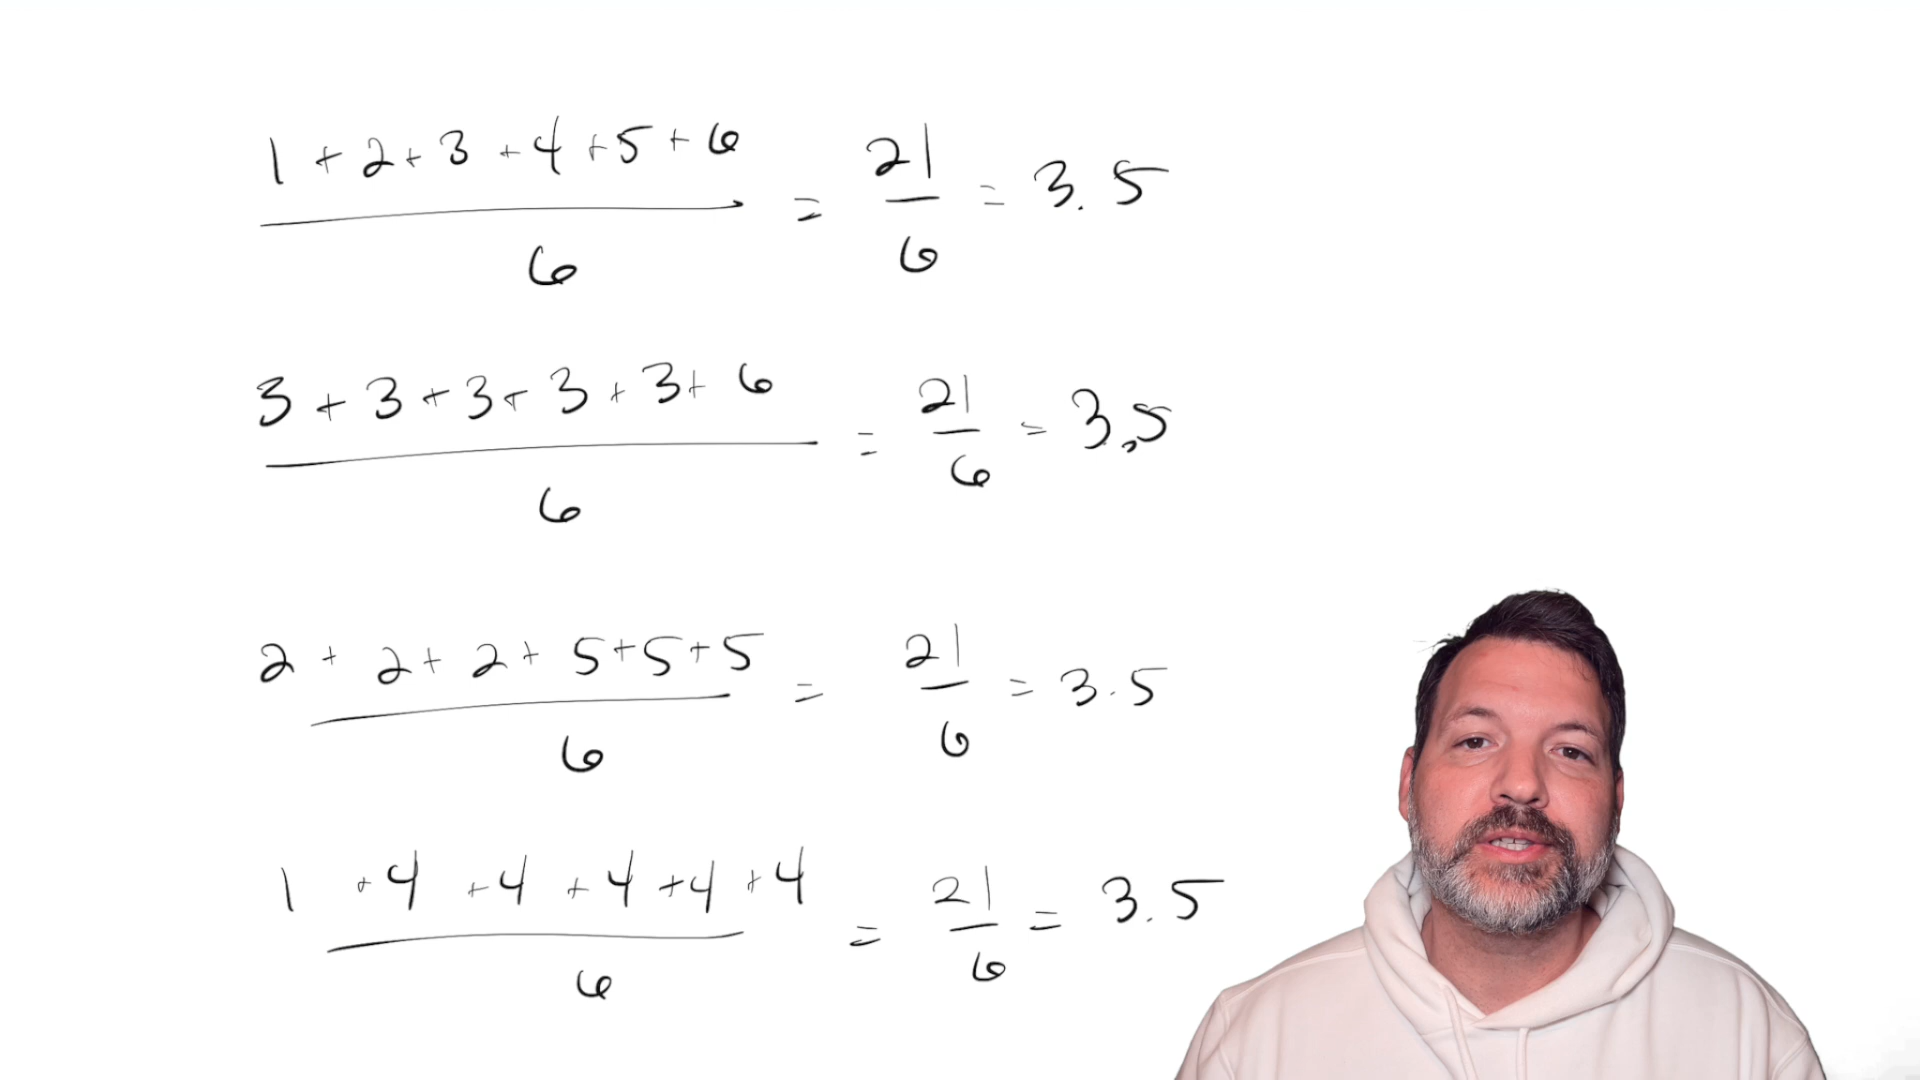 1 + 2 + 3 + 4 + 5 + 6 = 21 = 3.5
6 6
3 + 3 + 3 + 3 + 3 + 6 = 21 = 3.5
6 6
2 + 2 + 2 + 5 + 5 + 5 = 21 = 3.5
6 6
1 + 4 + 4 + 4 + 4 + 4 = 21 = 3.5
6 6